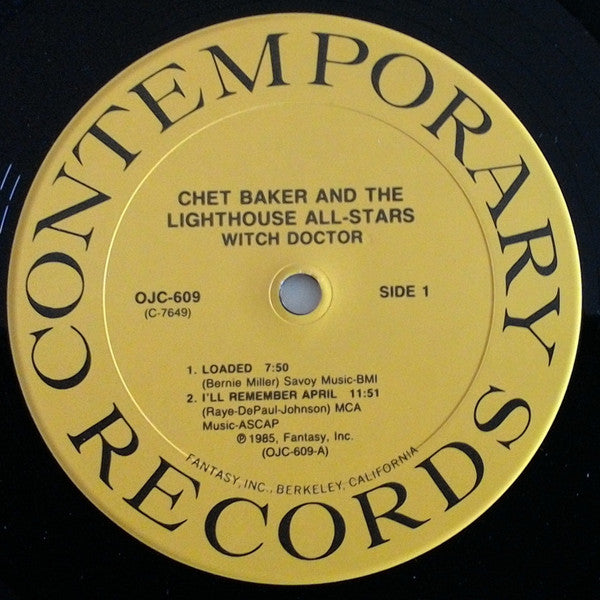 CONTEMPORARY RECORDS
CHET BAKER AND THE
LIGHTHOUSE ALL-STARS
WITCH DOCTOR
OJC-609
(C-7649)
SIDE 1
1. LOADED 7:50
(Bernie Miller) Savoy Music-BMI
2. I'LL REMEMBER APRIL 11:51
(Raye-DePaul-Johnson) MCA
Music-ASCAP
℗ 1985, Fantasy, Inc.
(OJC-609-A)
FANTASY, INC., BERKELEY, CALIFORNIA